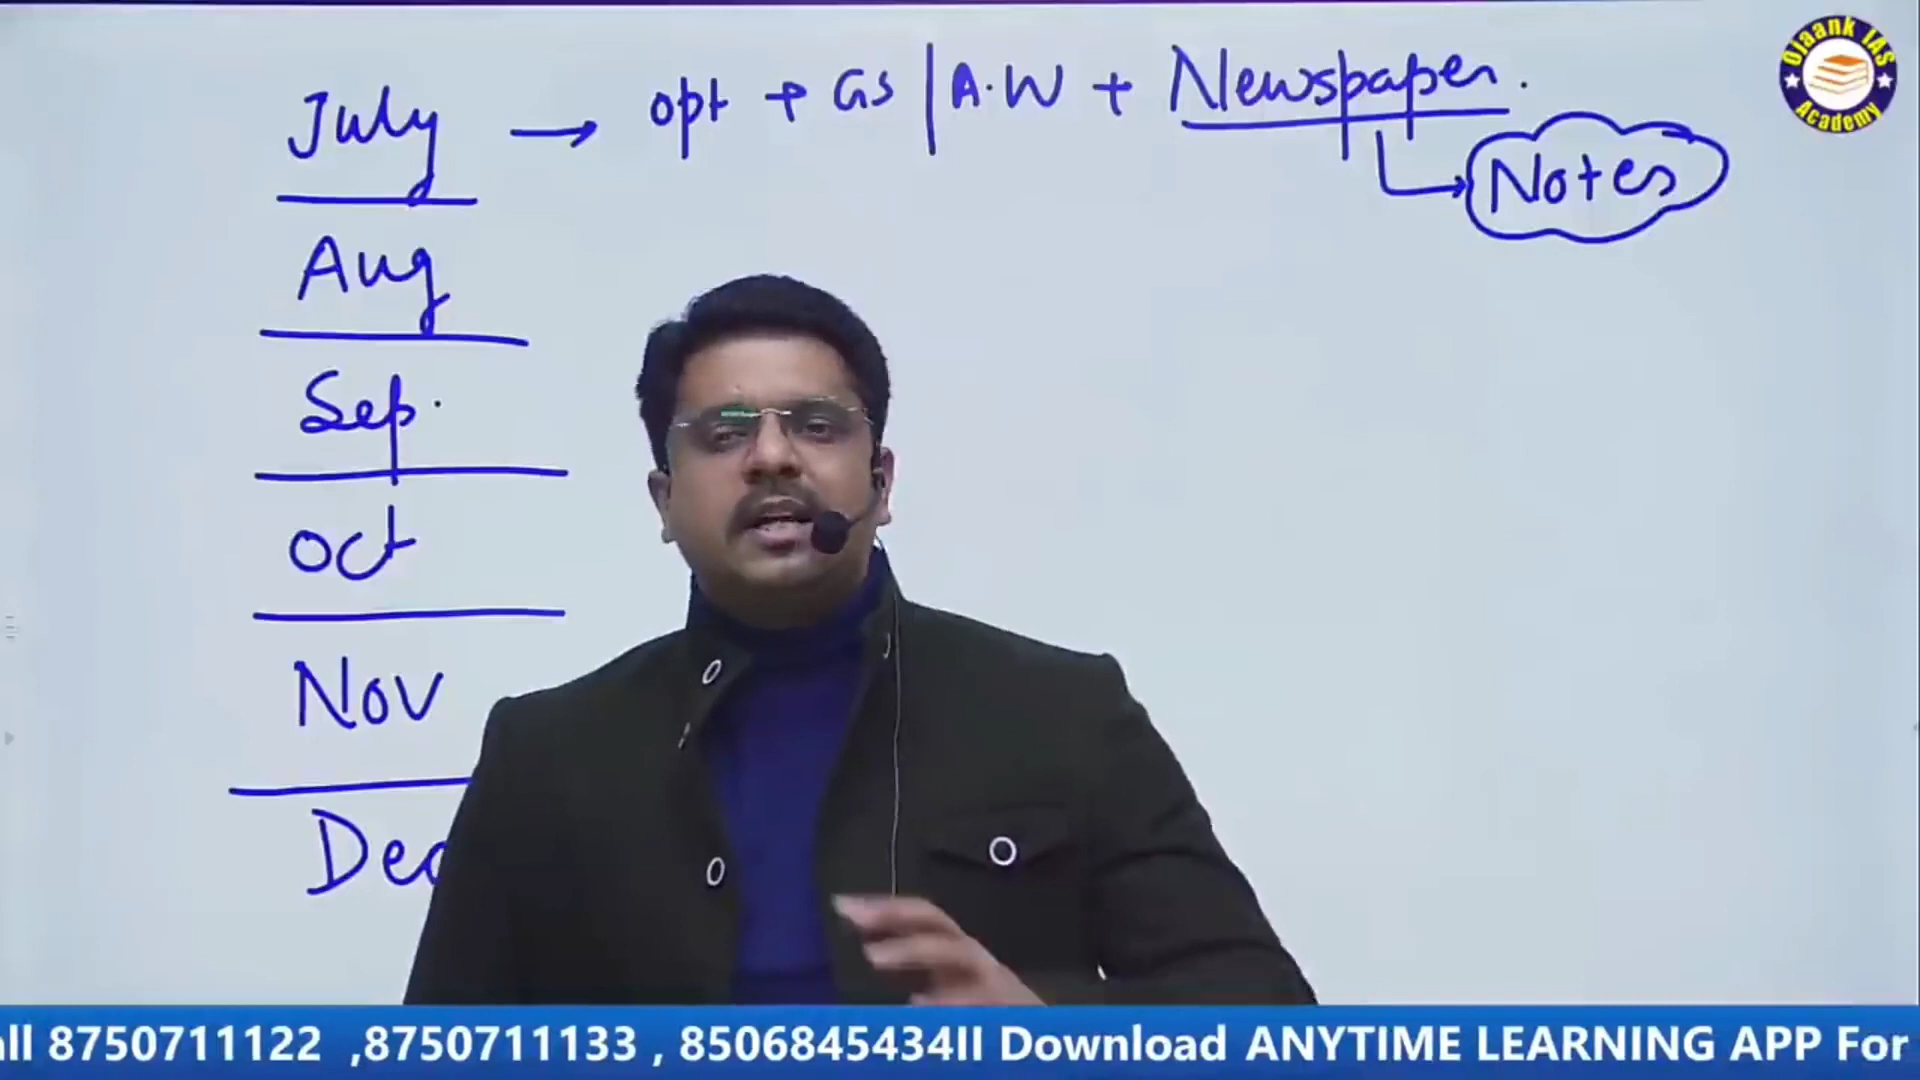 July → opt + GS | A.W + Newspaper.
Notes
Aug
Sep.
Oct
Nov
Dec
Ojaank IAS
Academy
all 8750711122 ,8750711133 , 8506845434II Download ANYTIME LEARNING APP For